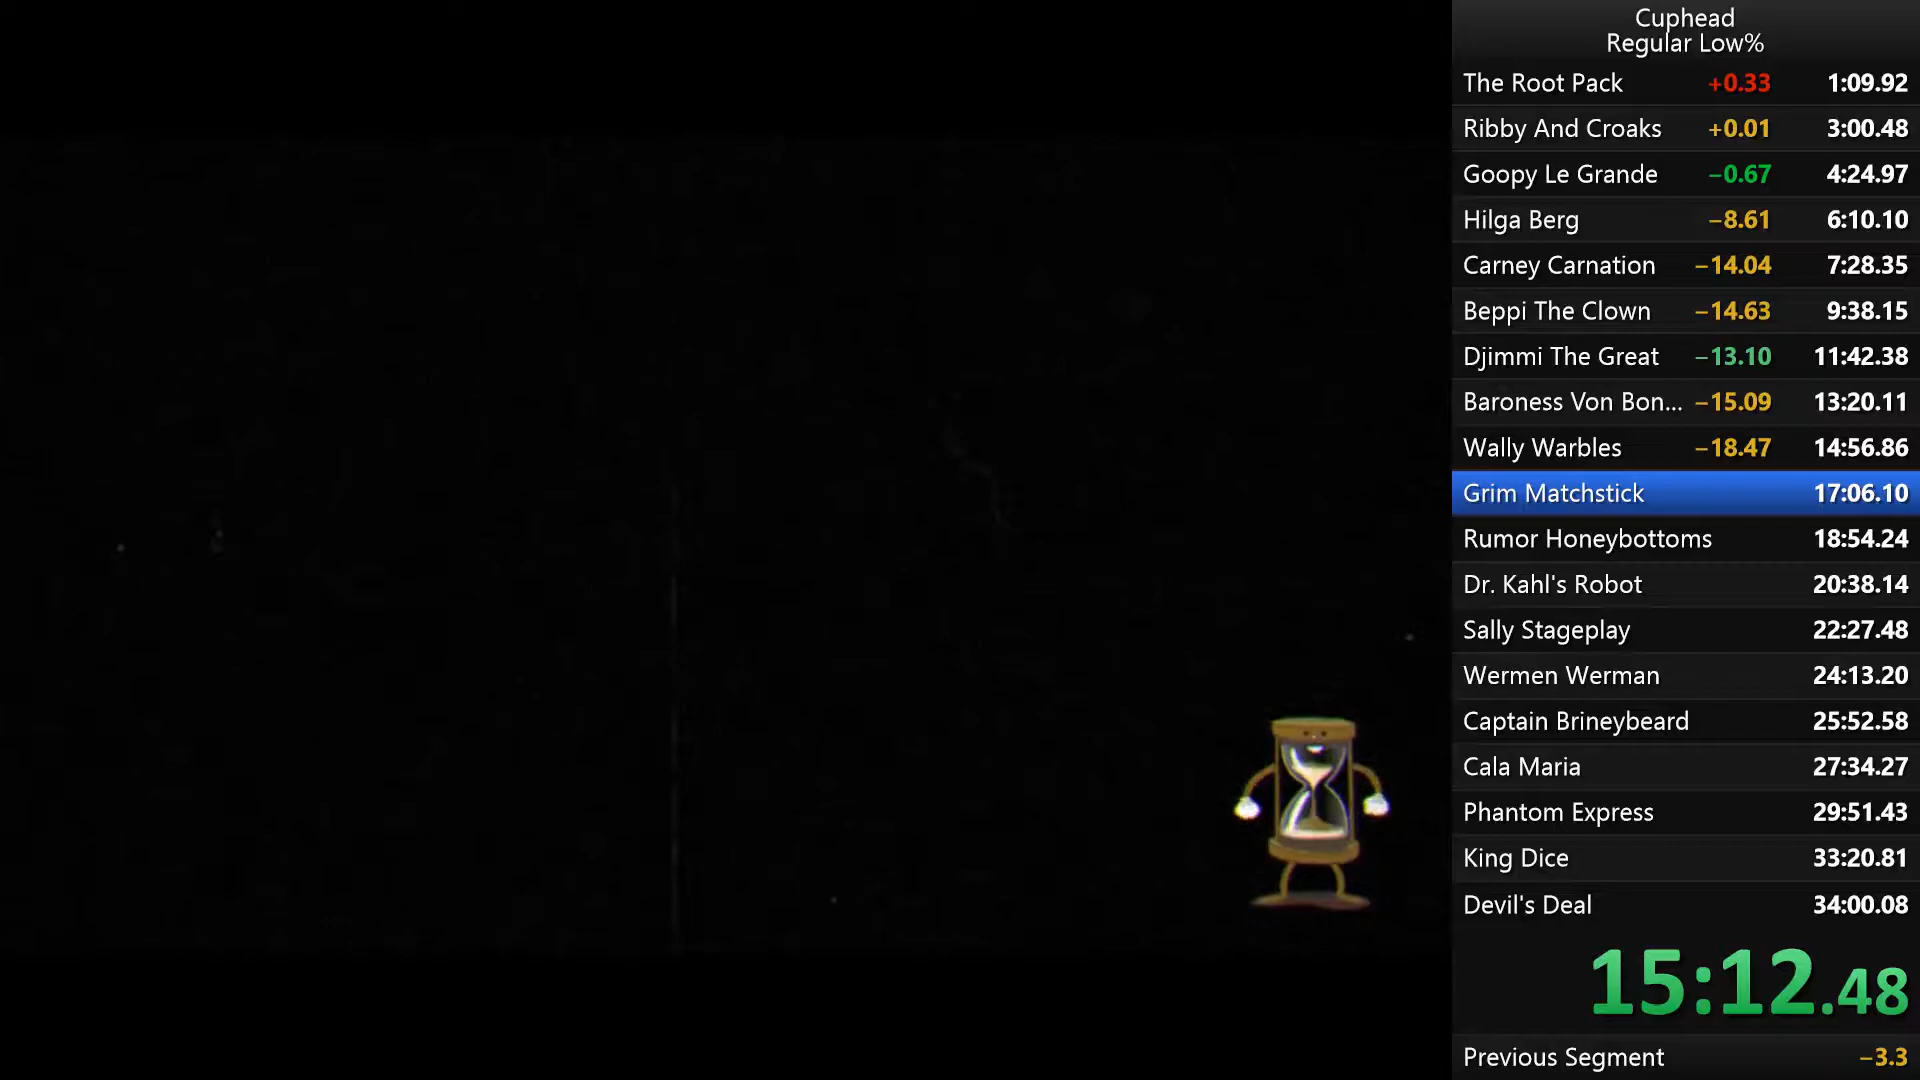 Cuphead
Regular Low%
The Root Pack +0.33 1:09.92
Ribby And Croaks +0.01 3:00.48
Goopy Le Grande −0.67 4:24.97
Hilga Berg −8.61 6:10.10
Carney Carnation −14.04 7:28.35
Beppi The Clown −14.63 9:38.15
Djimmi The Great −13.10 11:42.38
Baroness Von Bon... −15.09 13:20.11
Wally Warbles −18.47 14:56.86
Grim Matchstick 17:06.10
Rumor Honeybottoms 18:54.24
Dr. Kahl's Robot 20:38.14
Sally Stageplay 22:27.48
Wermen Werman 24:13.20
Captain Brineybeard 25:52.58
Cala Maria 27:34.27
Phantom Express 29:51.43
King Dice 33:20.81
Devil's Deal 34:00.08
15:12.48
Previous Segment −3.3